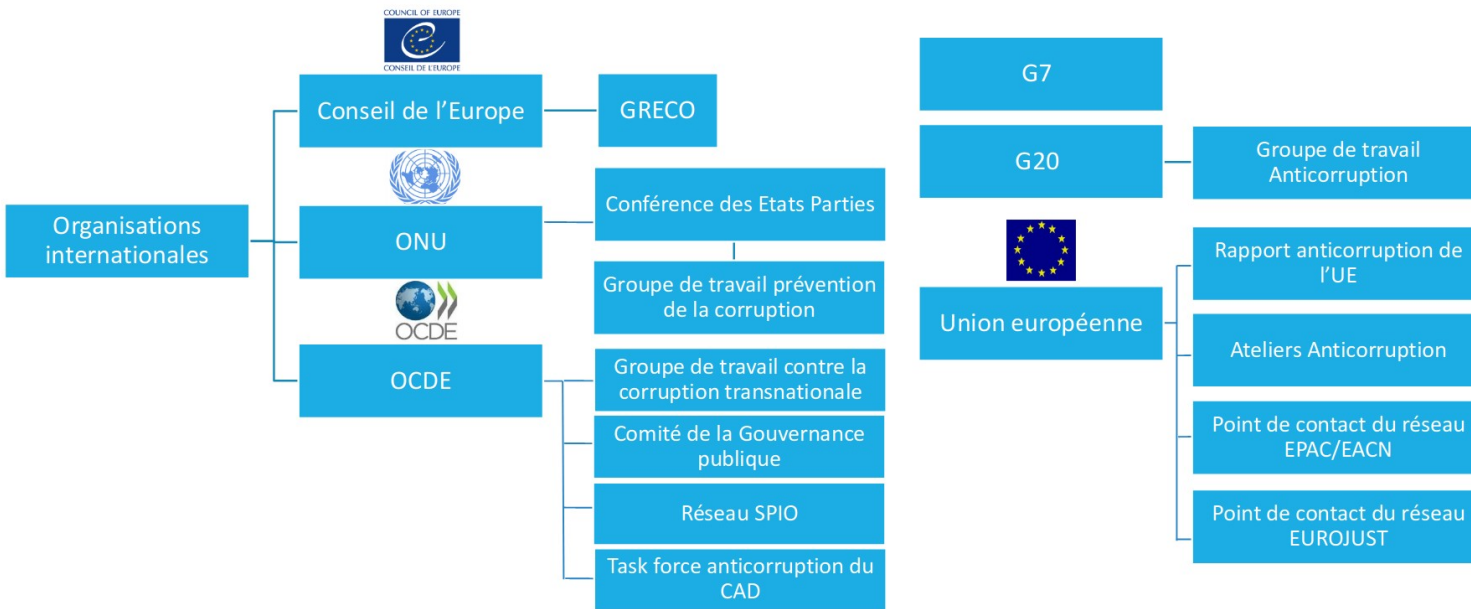 COUNCIL OF EUROPE
CONSEIL DE L'EUROPE
Conseil de l'Europe
GRECO
Organisations
internationales
ONU
Conférence des Etats Parties
Groupe de travail prévention
de la corruption
OCDE
OCDE
Groupe de travail contre la
corruption transnationale
Comité de la Gouvernance
publique
Réseau SPIO
Task force anticorruption du
CAD
G7
G20
Groupe de travail
Anticorruption
Union européenne
Rapport anticorruption de
l'UE
Ateliers Anticorruption
Point de contact du réseau
EPAC/EACN
Point de contact du réseau
EUROJUST